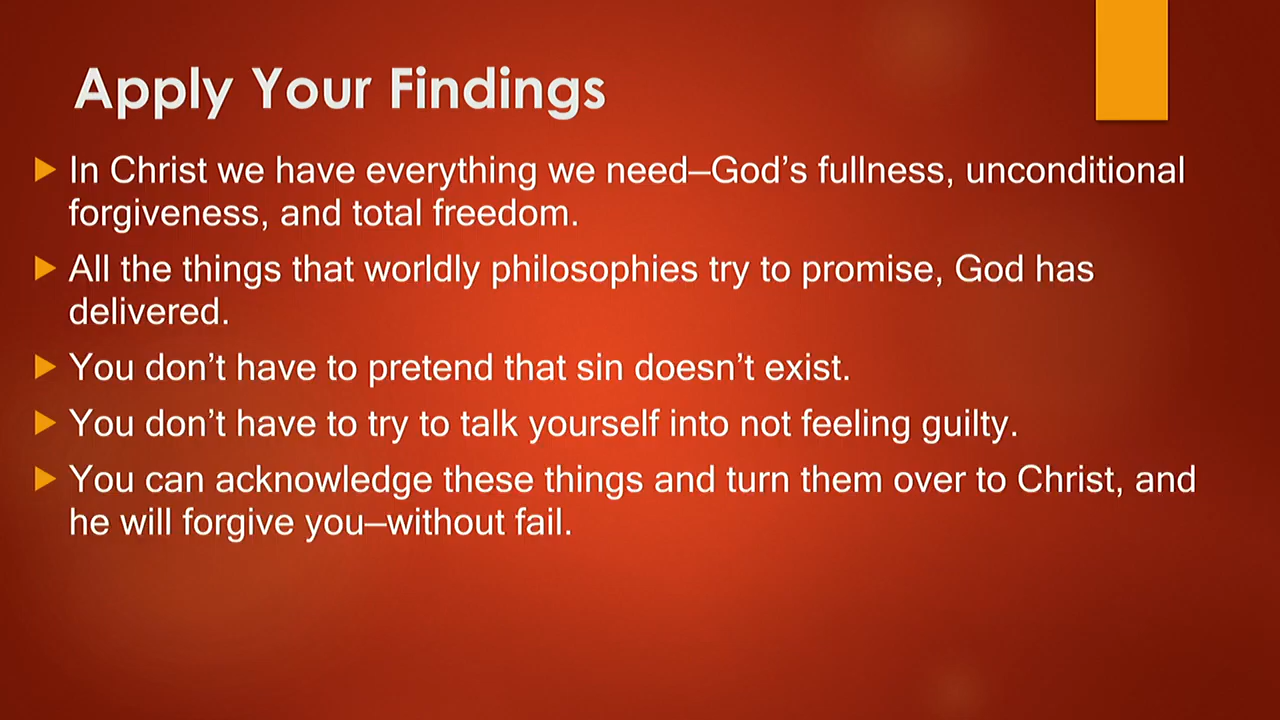 Apply Your Findings
In Christ we have everything we need—God’s fullness, unconditional
forgiveness, and total freedom.
All the things that worldly philosophies try to promise, God has
delivered.
You don’t have to pretend that sin doesn’t exist.
You don’t have to try to talk yourself into not feeling guilty.
You can acknowledge these things and turn them over to Christ, and
he will forgive you—without fail.